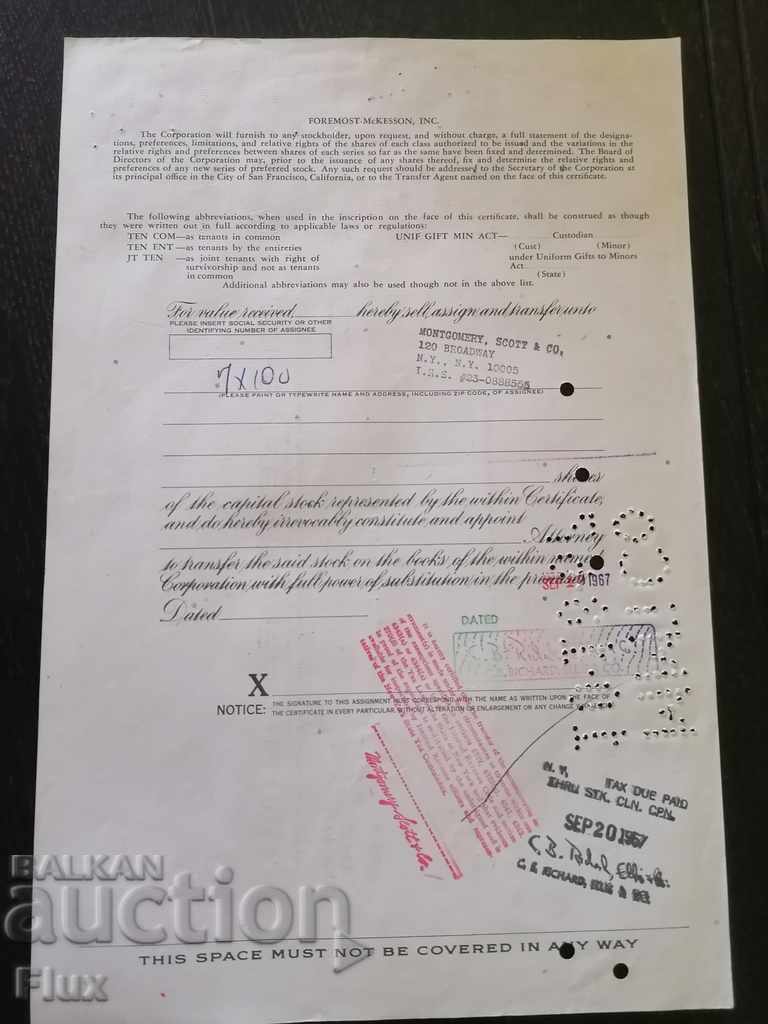 FOREMOST-McKESSON, INC.
The Corporation will furnish to any stockholder, upon request, and without charge, a full statement of the designa-
tions, preferences, limitations, and relative rights of the shares of each class authorized to be issued and the variations in the
relative rights and preferences between shares of each series so far as the same have been fixed and determined. The Board of
Directors of the Corporation may, prior to the issuance of any shares thereof, fix and determine the relative rights and
preferences of any new series of preferred stock. Any such request should be addressed to the Secretary of the Corporation at
its principal office in the City of San Francisco, California, or to the Transfer Agent named on the face of this certificate.
The following abbreviations, when used in the inscription on the face of this certificate, shall be construed as though
they were written out in full according to applicable laws or regulations:
TEN COM—as tenants in common UNIF GIFT MIN ACT— Custodian
TEN ENT —as tenants by the entireties (Cust) (Minor)
JT TEN —as joint tenants with right of under Uniform Gifts to Minors
survivorship and not as tenants Act
in common (State)
Additional abbreviations may also be used though not in the above list.
For value received, hereby sell, assign and transfer unto
PLEASE INSERT SOCIAL SECURITY OR OTHER
IDENTIFYING NUMBER OF ASSIGNEE
MONTGOMERY, SCOTT & CO,
120 BROADWAY
N.Y., N.Y. 10005
I.R.S. #23-0888555
7 X 100
(PLEASE PRINT OR TYPEWRITE NAME AND ADDRESS, INCLUDING ZIP CODE, OF ASSIGNEE)
shares
of the capital stock represented by the within Certificate,
and do hereby irrevocably constitute and appoint
Attorney
to transfer the said stock on the books of the within named
Corporation with full power of substitution in the premises.
SEP 1967
Dated
DATED
RICHARD
X
NOTICE: THE SIGNATURE TO THIS ASSIGNMENT MUST CORRESPOND WITH THE NAME AS WRITTEN UPON THE FACE OF
THE CERTIFICATE IN EVERY PARTICULAR, WITHOUT ALTERATION OR ENLARGEMENT OR ANY CHANGE WHATEVER
Montgomery, Scott & Co.
N. Y. TAX DUE PAID
THRU STK. CLN. CPN.
SEP 20 1967
C. B. RICHARD, ELLIS & CO
THIS SPACE MUST NOT BE COVERED IN ANY WAY
BALKAN
auction
Flux